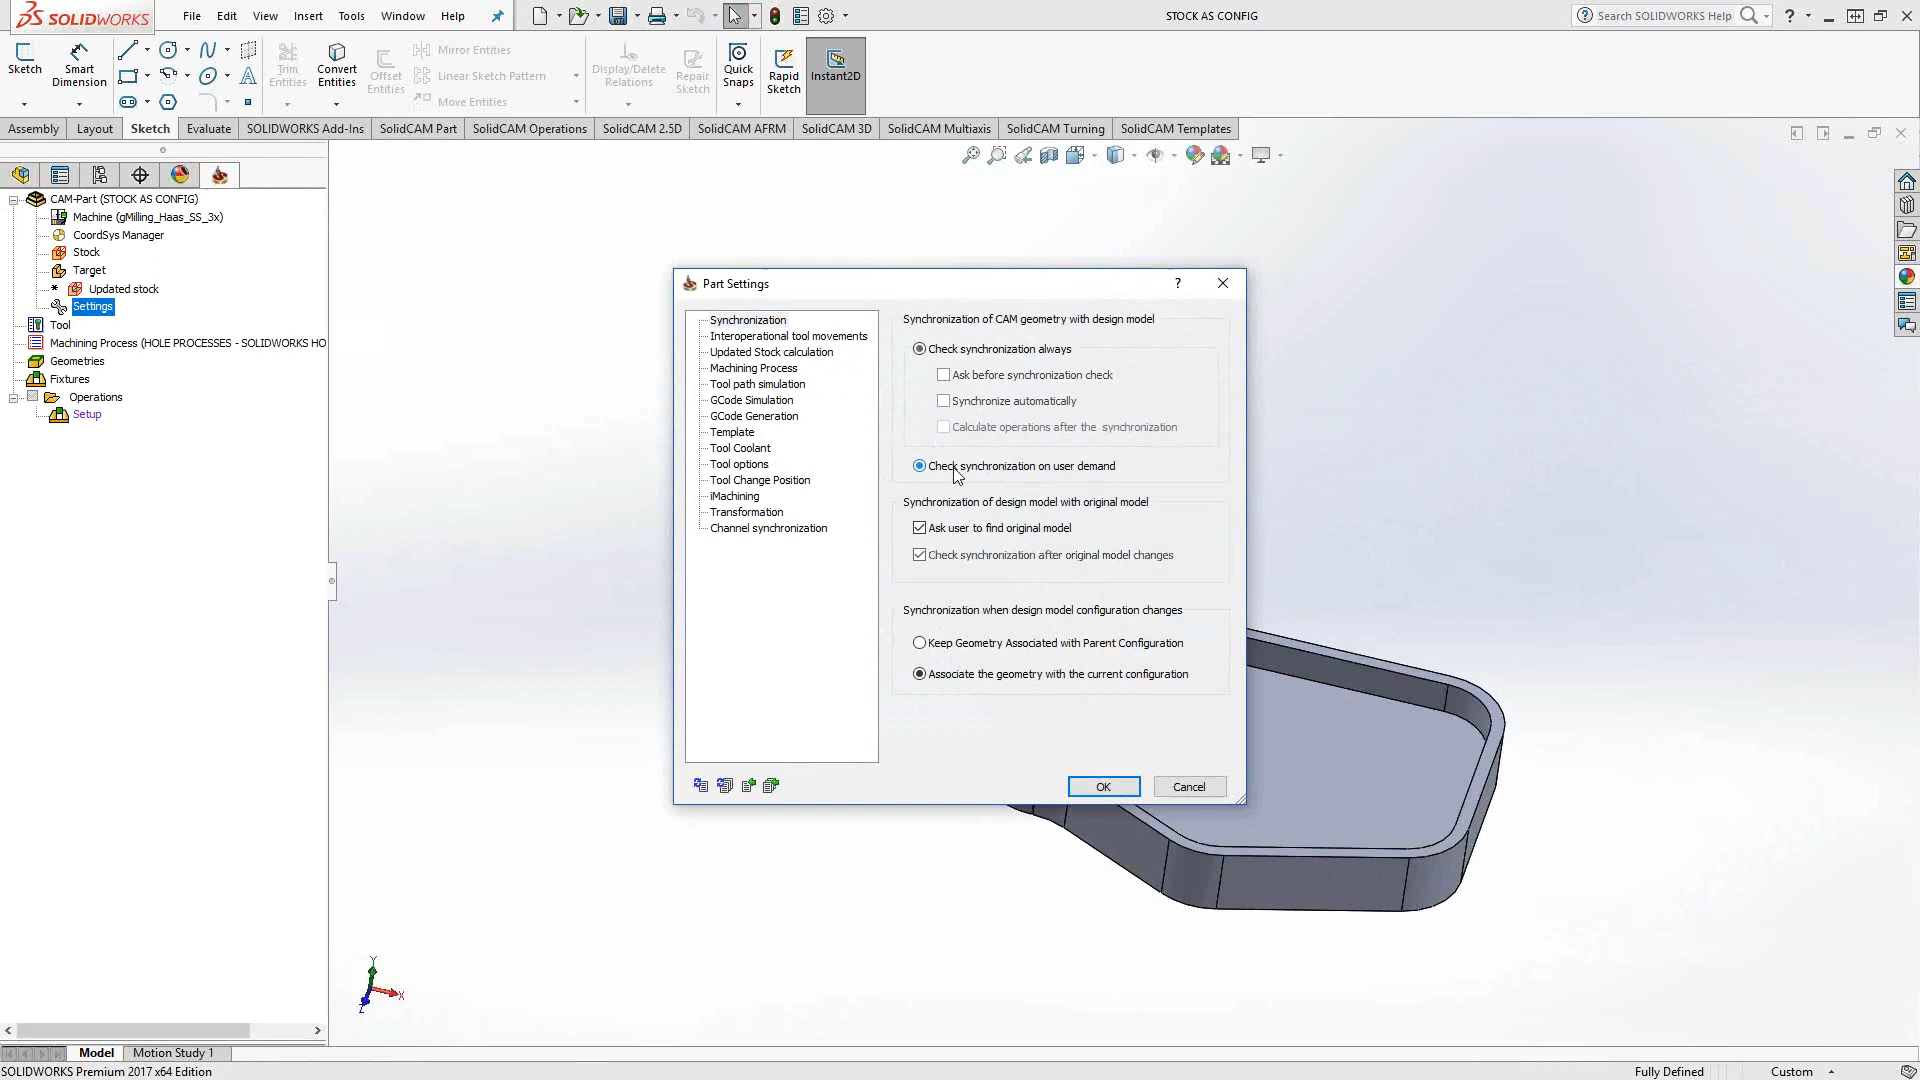 SOLIDWORKS File Edit View Insert Tools Window Help STOCK AS CONFIG Search SOLIDWORKS Help ?
Sketch Smart Dimension Trim Entities Convert Entities Offset Entities Mirror Entities Linear Sketch Pattern Move Entities Display/Delete Relations Repair Sketch Quick Snaps Rapid Sketch Instant2D
Assembly Layout Sketch Evaluate SOLIDWORKS Add-Ins SolidCAM Part SolidCAM Operations SolidCAM 2.5D SolidCAM AFRM SolidCAM 3D SolidCAM Multiaxis SolidCAM Turning SolidCAM Templates
CAM-Part (STOCK AS CONFIG)
Machine (gMilling_Haas_SS_3x)
CoordSys Manager
Stock
Target
* Updated stock
Settings
Tool
Machining Process (HOLE PROCESSES - SOLIDWORKS HO
Geometries
Fixtures
Operations
Setup
Part Settings ?
Synchronization
Interoperational tool movements
Updated Stock calculation
Machining Process
Tool path simulation
GCode Simulation
GCode Generation
Template
Tool Coolant
Tool options
Tool Change Position
iMachining
Transformation
Channel synchronization
Synchronization of CAM geometry with design model
Check synchronization always
Ask before synchronization check
Synchronize automatically
Calculate operations after the synchronization
Check synchronization on user demand
Synchronization of design model with original model
Ask user to find original model
Check synchronization after original model changes
Synchronization when design model configuration changes
Keep Geometry Associated with Parent Configuration
Associate the geometry with the current configuration
OK Cancel
Y
X
Z
Model Motion Study 1
SOLIDWORKS Premium 2017 x64 Edition Fully Defined Custom